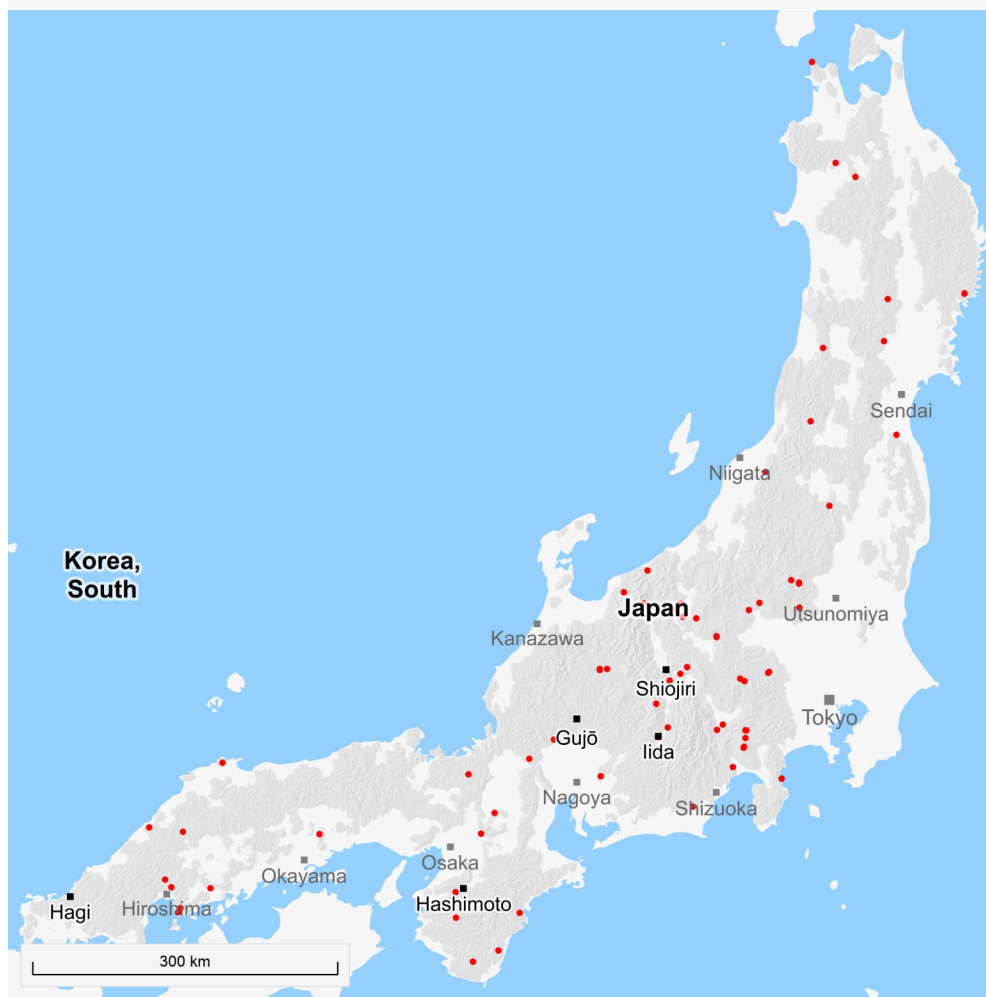 Sendai
Niigata
Korea,
South
Japan
Utsunomiya
Kanazawa
Shiojiri
Tokyo
Gujō
Iida
Nagoya
Shizuoka
Osaka
Okayama
Hashimoto
Hiroshima
Hagi
300 km